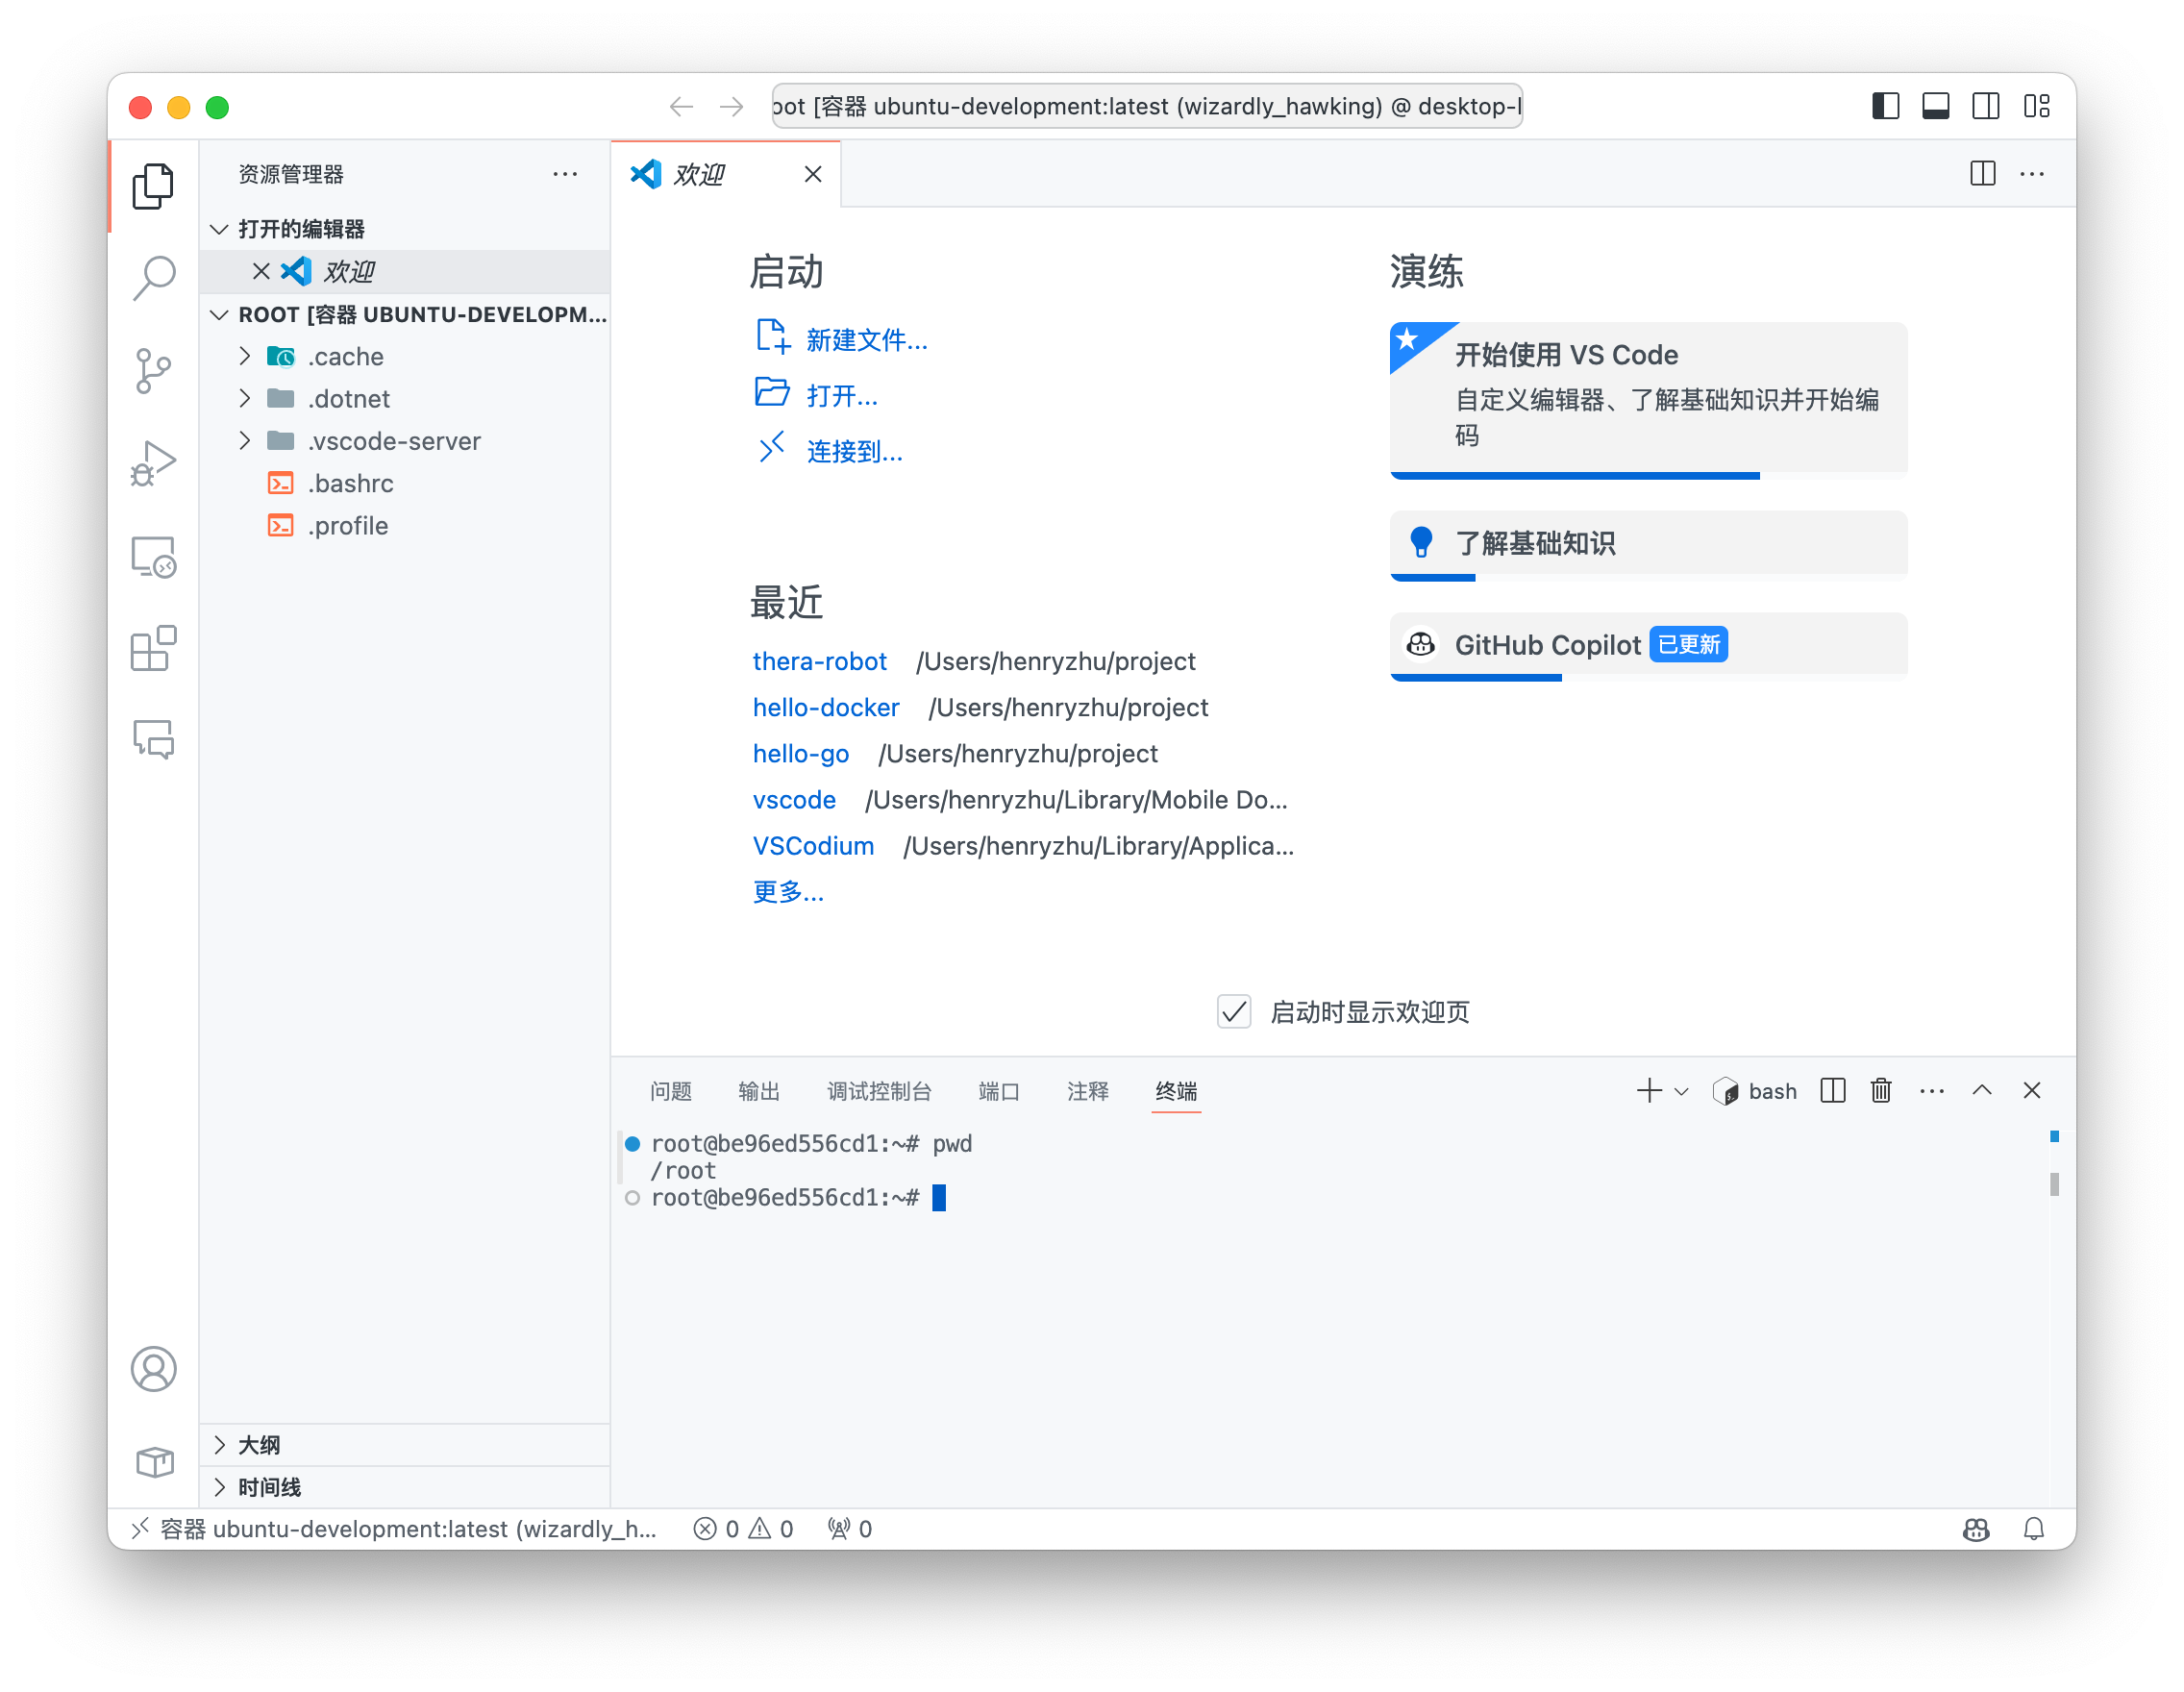 oot [容器 ubuntu-development:latest (wizardly_hawking) @ desktop-l
资源管理器
打开的编辑器
欢迎
ROOT [容器 UBUNTU-DEVELOPM...
.cache
.dotnet
.vscode-server
.bashrc
.profile
大纲
时间线
欢迎
启动
新建文件...
打开...
连接到...
最近
thera-robot /Users/henryzhu/project
hello-docker /Users/henryzhu/project
hello-go /Users/henryzhu/project
vscode /Users/henryzhu/Library/Mobile Do...
VSCodium /Users/henryzhu/Library/Applica...
更多...
演练
开始使用 VS Code
自定义编辑器、了解基础知识并开始编
码
了解基础知识
GitHub Copilot 已更新
启动时显示欢迎页
问题 输出 调试控制台 端口 注释 终端 bash
root@be96ed556cd1:~# pwd
/root
root@be96ed556cd1:~#
容器 ubuntu-development:latest (wizardly_h... 0 0 0